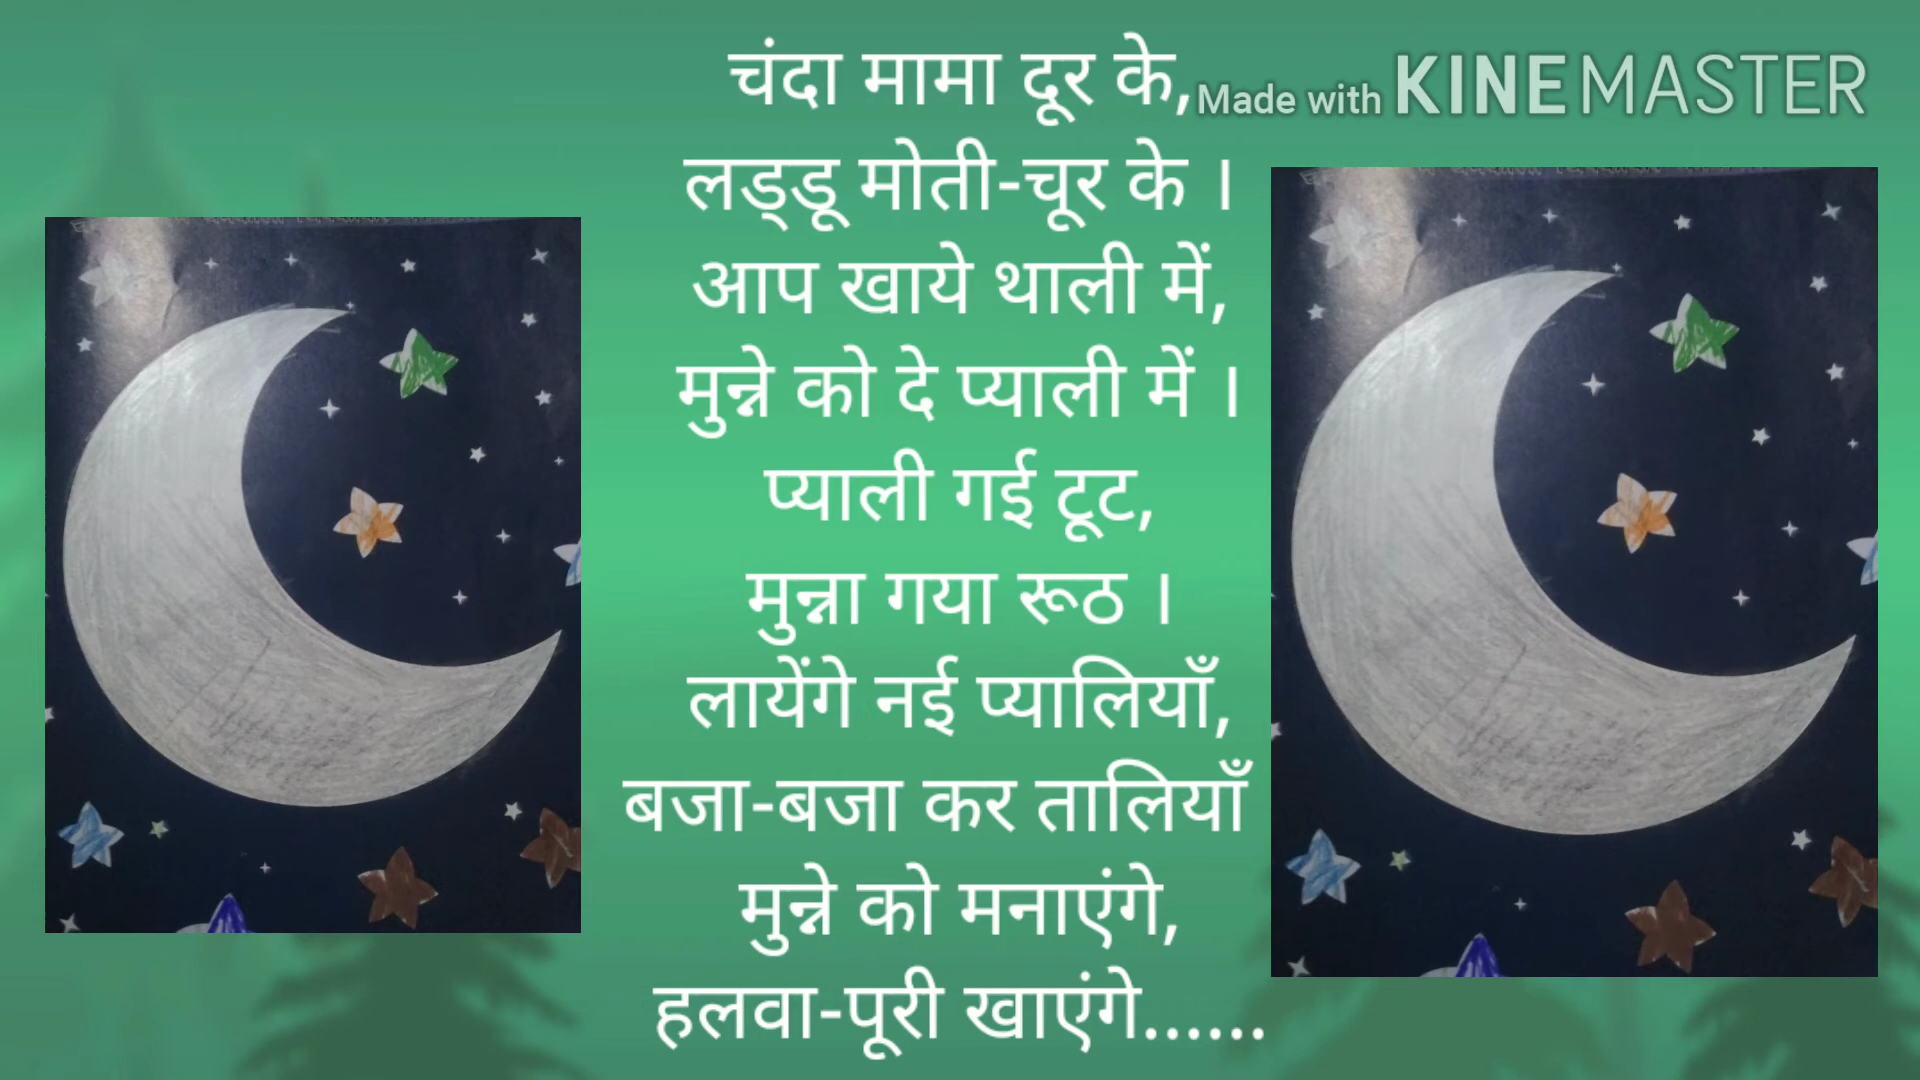 चंदा मामा दूर के,
Made with KINEMASTER
लड्डू मोती-चूर के ।
आप खाये थाली में,
मुन्ने को दे प्याली में ।
प्याली गई टूट,
मुन्ना गया रूठ ।
लायेंगे नई प्यालियाँ,
बजा-बजा कर तालियाँ
मुन्ने को मनाएंगे,
हलवा-पूरी खाएंगे......